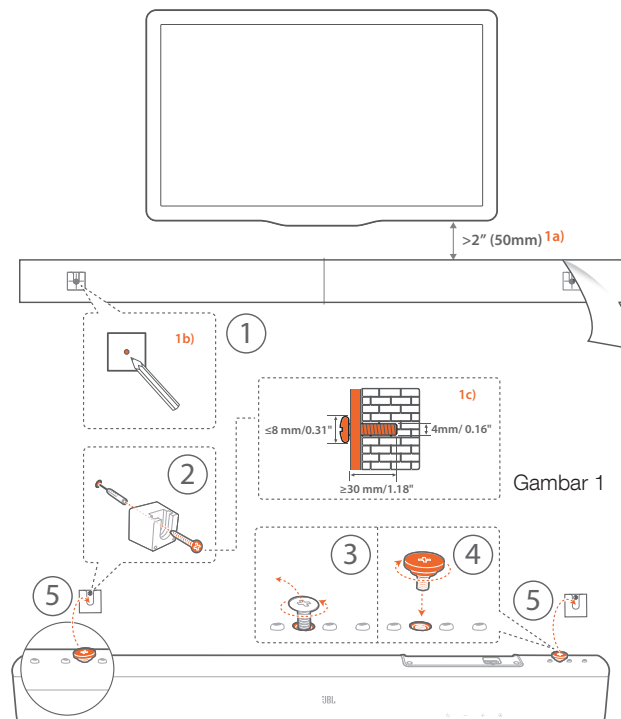 >2” (50mm) 1a)
1b)
1
1c)
≤8 mm/0.31"
4mm/ 0.16"
≥30 mm/1.18"
2
Gambar 1
3
4
5
5
JBL